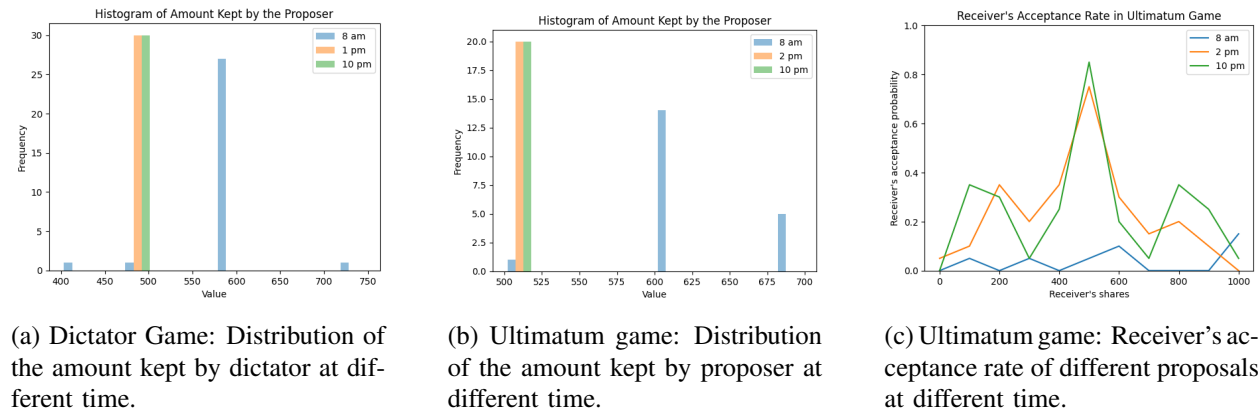 Histogram of Amount Kept by the Proposer
Frequency
30
25
20
15
10
5
0
400
450
500
550
600
650
700
750
Value
8 am
1 pm
10 pm
(a) Dictator Game: Distribution of
the amount kept by dictator at dif-
ferent time.
Histogram of Amount Kept by the Proposer
Frequency
20.0
17.5
15.0
12.5
10.0
7.5
5.0
2.5
0.0
500
525
550
575
600
625
650
675
700
Value
8 am
2 pm
10 pm
(b) Ultimatum game: Distribution
of the amount kept by proposer at
different time.
Receiver's Acceptance Rate in Ultimatum Game
Receiver's acceptance probability
1.0
0.8
0.6
0.4
0.2
0.0
0
200
400
600
800
1000
Receiver's shares
8 am
2 pm
10 pm
(c) Ultimatum game: Receiver's ac-
ceptance rate of different proposals
at different time.